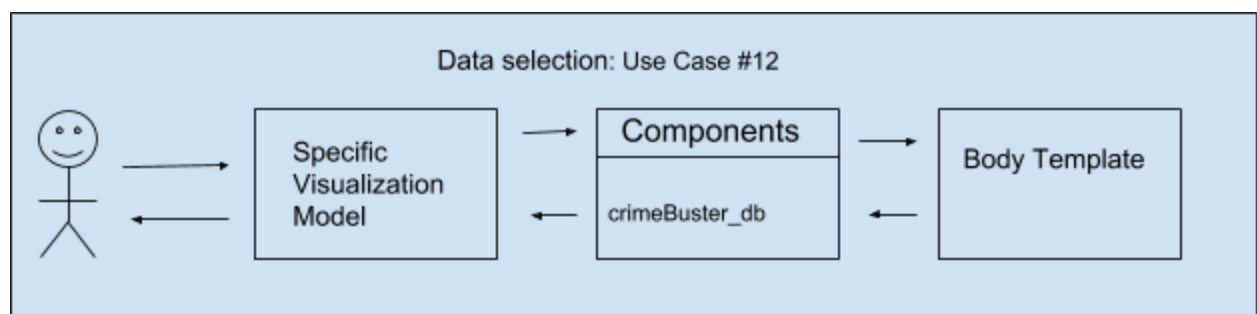 Data selection: Use Case #12
Specific
Visualization
Model
Components
crimeBuster_db
Body Template